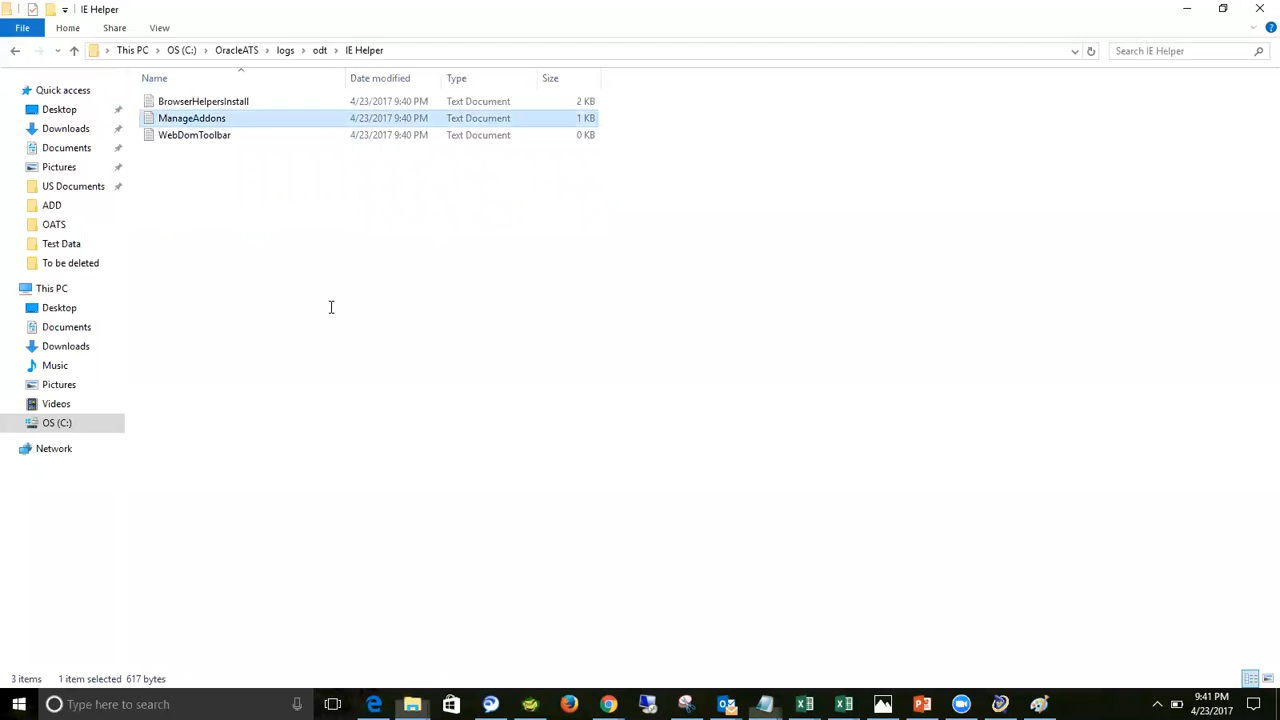 IE Helper
File Home Share View
This PC OS (C:) OracleATS logs odt IE Helper Search IE Helper
Name Date modified Type Size
BrowserHelpersInstall 4/23/2017 9:40 PM Text Document 2 KB
ManageAddons 4/23/2017 9:40 PM Text Document 1 KB
WebDomToolbar 4/23/2017 9:40 PM Text Document 0 KB
Quick access
Desktop
Downloads
Documents
Pictures
US Documents
ADD
OATS
Test Data
To be deleted
This PC
Desktop
Documents
Downloads
Music
Pictures
Videos
OS (C:)
Network
3 items 1 item selected 617 bytes
Type here to search
9:41 PM
4/23/2017